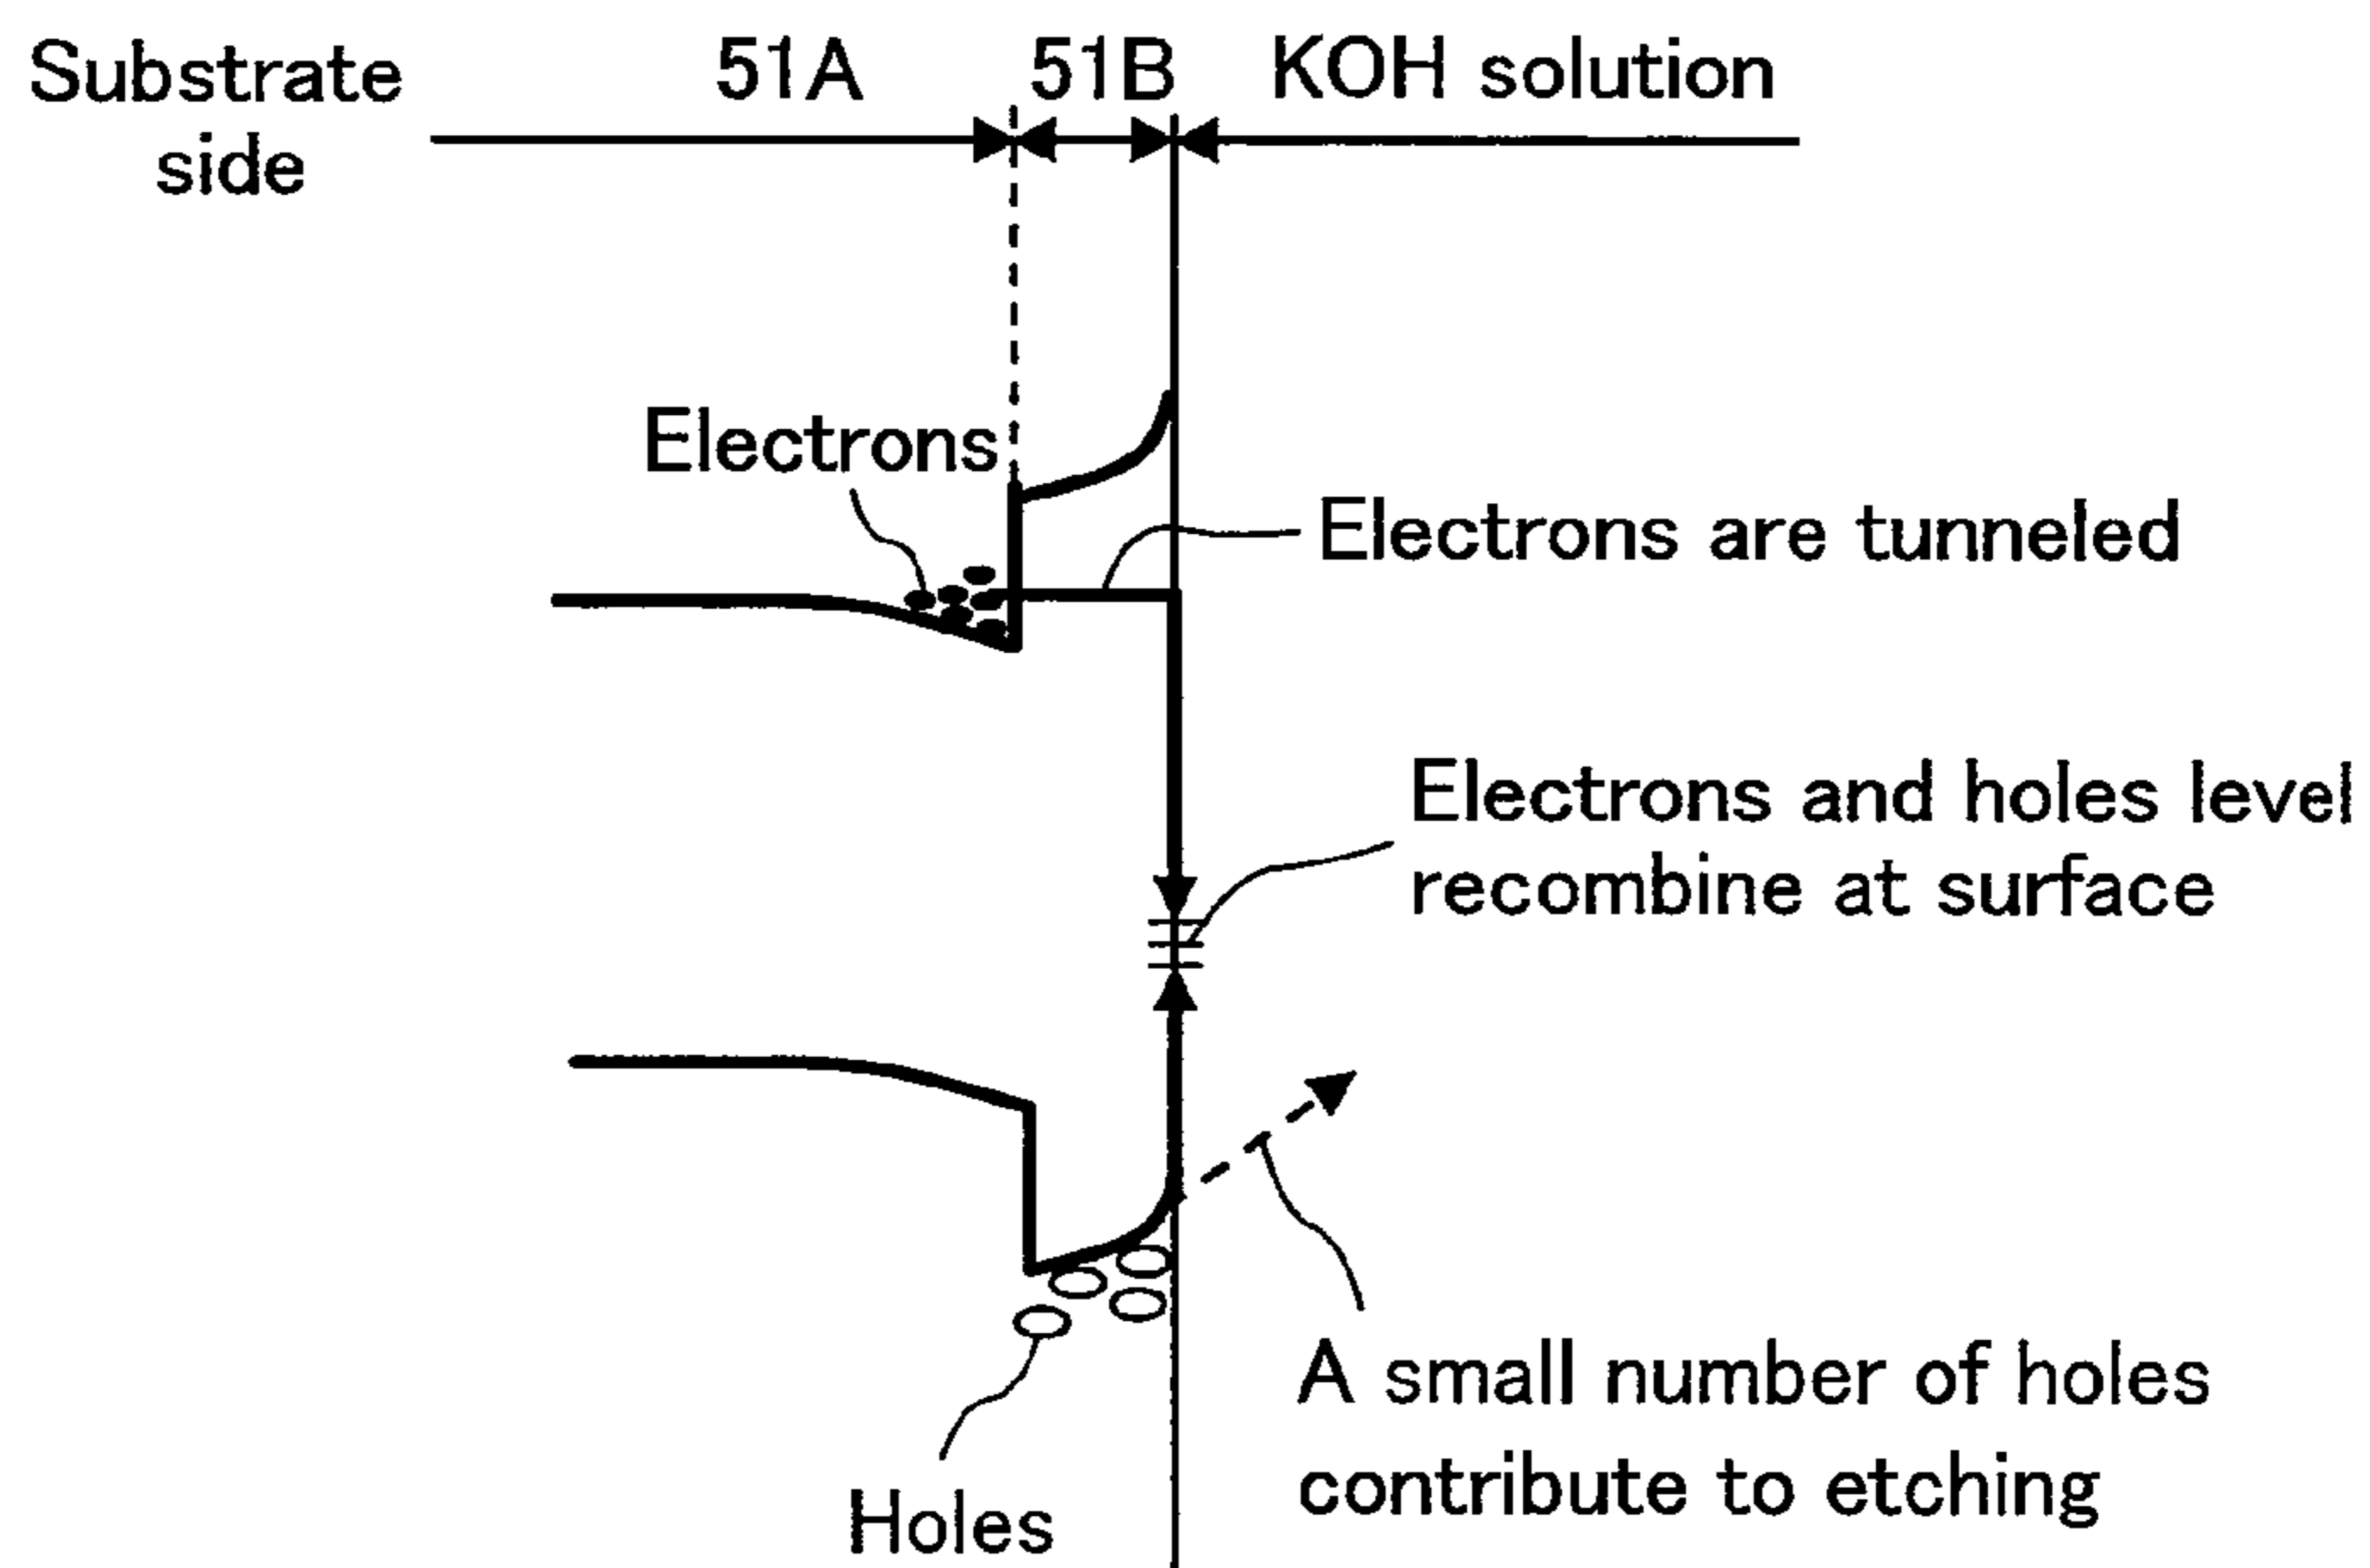 Substrate
side
51A
51B
KOH solution
Electrons
Electrons are tunneled
Electrons and holes level
recombine at surface
A small number of holes
contribute to etching
Holes